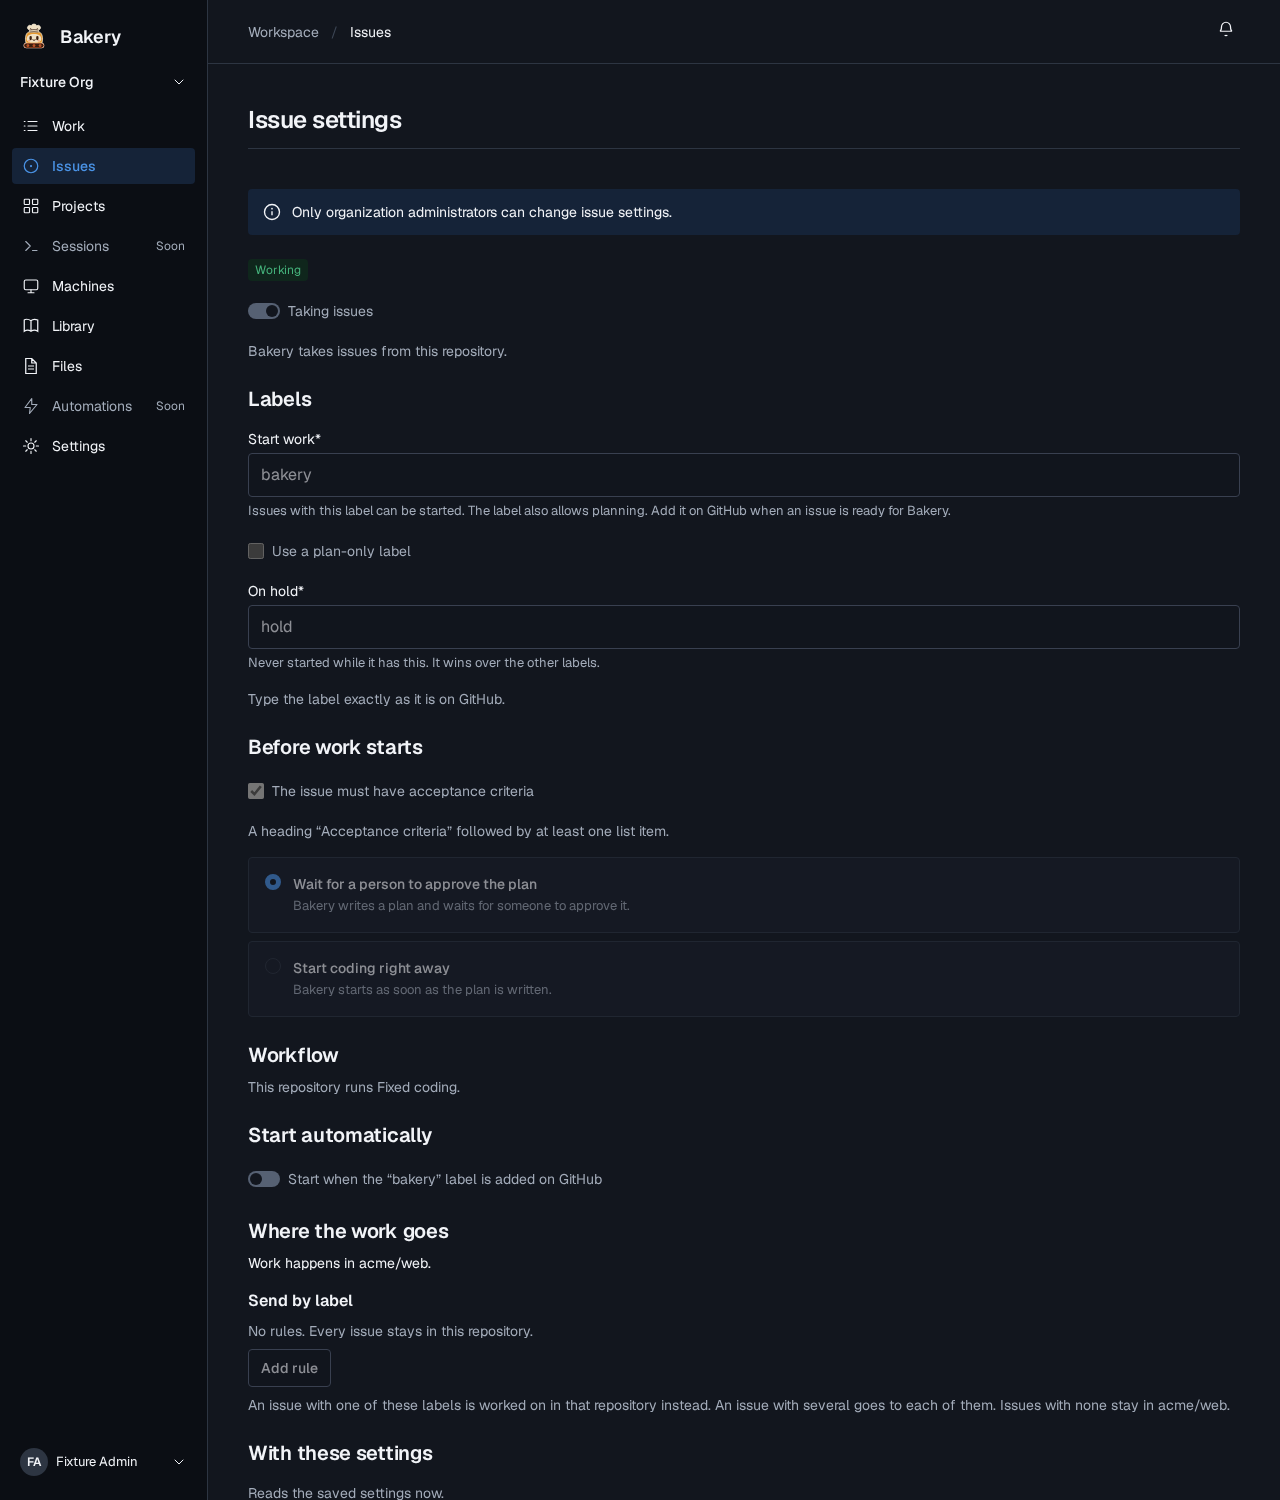 Bakery
Fixture Org
Work
Issues
Projects
Sessions Soon
Machines
Library
Files
Automations Soon
Settings
FA Fixture Admin
Workspace / Issues
Issue settings
Only organization administrators can change issue settings.
Working
Taking issues
Bakery takes issues from this repository.
Labels
Start work*
bakery
Issues with this label can be started. The label also allows planning. Add it on GitHub when an issue is ready for Bakery.
Use a plan-only label
On hold*
hold
Never started while it has this. It wins over the other labels.
Type the label exactly as it is on GitHub.
Before work starts
The issue must have acceptance criteria
A heading “Acceptance criteria” followed by at least one list item.
Wait for a person to approve the plan
Bakery writes a plan and waits for someone to approve it.
Start coding right away
Bakery starts as soon as the plan is written.
Workflow
This repository runs Fixed coding.
Start automatically
Start when the “bakery” label is added on GitHub
Where the work goes
Work happens in acme/web.
Send by label
No rules. Every issue stays in this repository.
Add rule
An issue with one of these labels is worked on in that repository instead. An issue with several goes to each of them. Issues with none stay in acme/web.
With these settings
Reads the saved settings now.